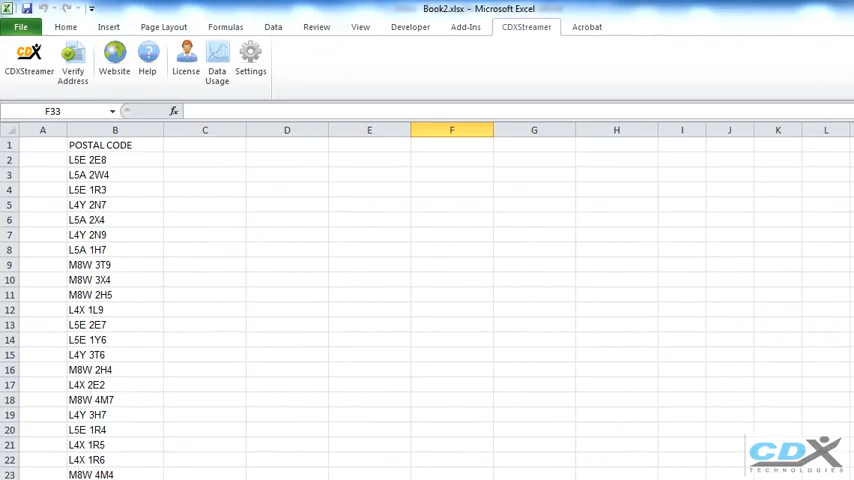 Book2.xlsx - Microsoft Excel
File Home Insert Page Layout Formulas Data Review View Developer Add-Ins CDXStreamer Acrobat
CDX
CDXStreamer Verify Address Website Help License Data Usage Settings
F33 fx
A B C D E F G H I J K L
1 POSTAL CODE
2 L5E 2E8
3 L5A 2W4
4 L5E 1R3
5 L4Y 2N7
6 L5A 2X4
7 L4Y 2N9
8 L5A 1H7
9 M8W 3T9
10 M8W 3X4
11 M8W 2H5
12 L4X 1L9
13 L5E 2E7
14 L5E 1Y6
15 L4Y 3T6
16 M8W 2H4
17 L4X 2E2
18 M8W 4M7
19 L4Y 3H7
20 L5E 1R4
21 L4X 1R5
22 L4X 1R6
23 M8W 4M4
CDX
TECHNOLOGIES